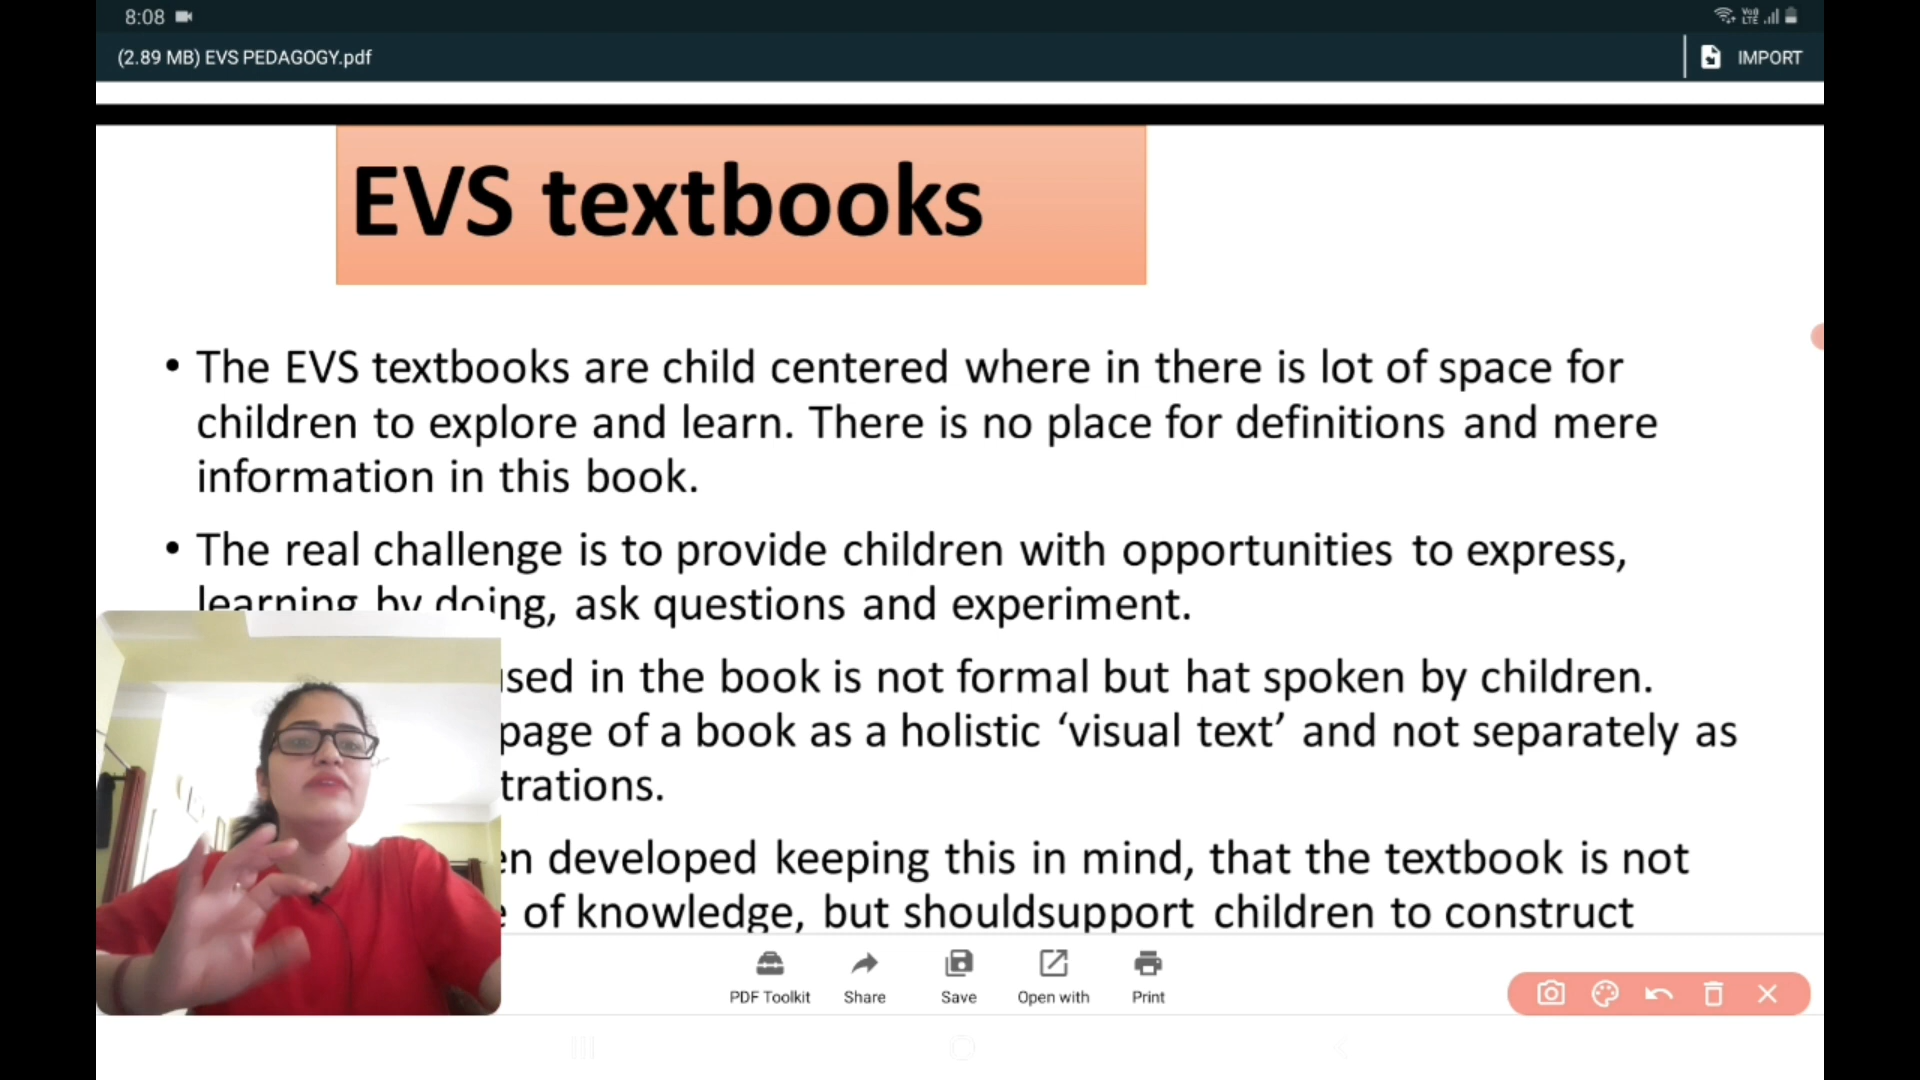 8:08
(2.89 MB) EVS PEDAGOGY.pdf
IMPORT
EVS textbooks
• The EVS textbooks are child centered where in there is lot of space for
children to explore and learn. There is no place for definitions and mere
information in this book.
• The real challenge is to provide children with opportunities to express,
learning by doing, ask questions and experiment.
in the book is not formal but hat spoken by children.
page of a book as a holistic ‘visual text’ and not separately as
developed keeping this in mind, that the textbook is not
of knowledge, but shouldsupport children to construct
PDF Toolkit Share Save Open with Print